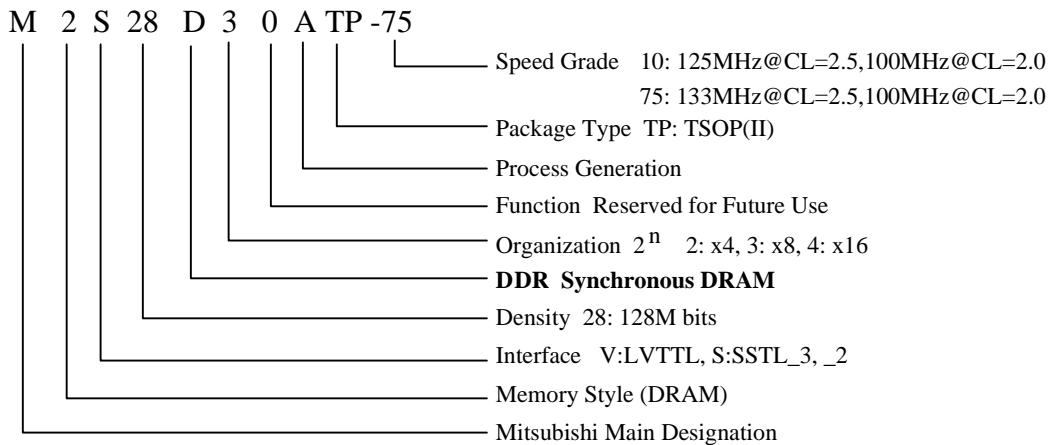 M 2 S 28 D 3 0 A TP -75
Speed Grade 10: 125MHz@CL=2.5,100MHz@CL=2.0
75: 133MHz@CL=2.5,100MHz@CL=2.0
Package Type TP: TSOP(II)
Process Generation
Function Reserved for Future Use
Organization 2ⁿ 2: x4, 3: x8, 4: x16
DDR Synchronous DRAM
Density 28: 128M bits
Interface V:LVTTL, S:SSTL_3, _2
Memory Style (DRAM)
Mitsubishi Main Designation